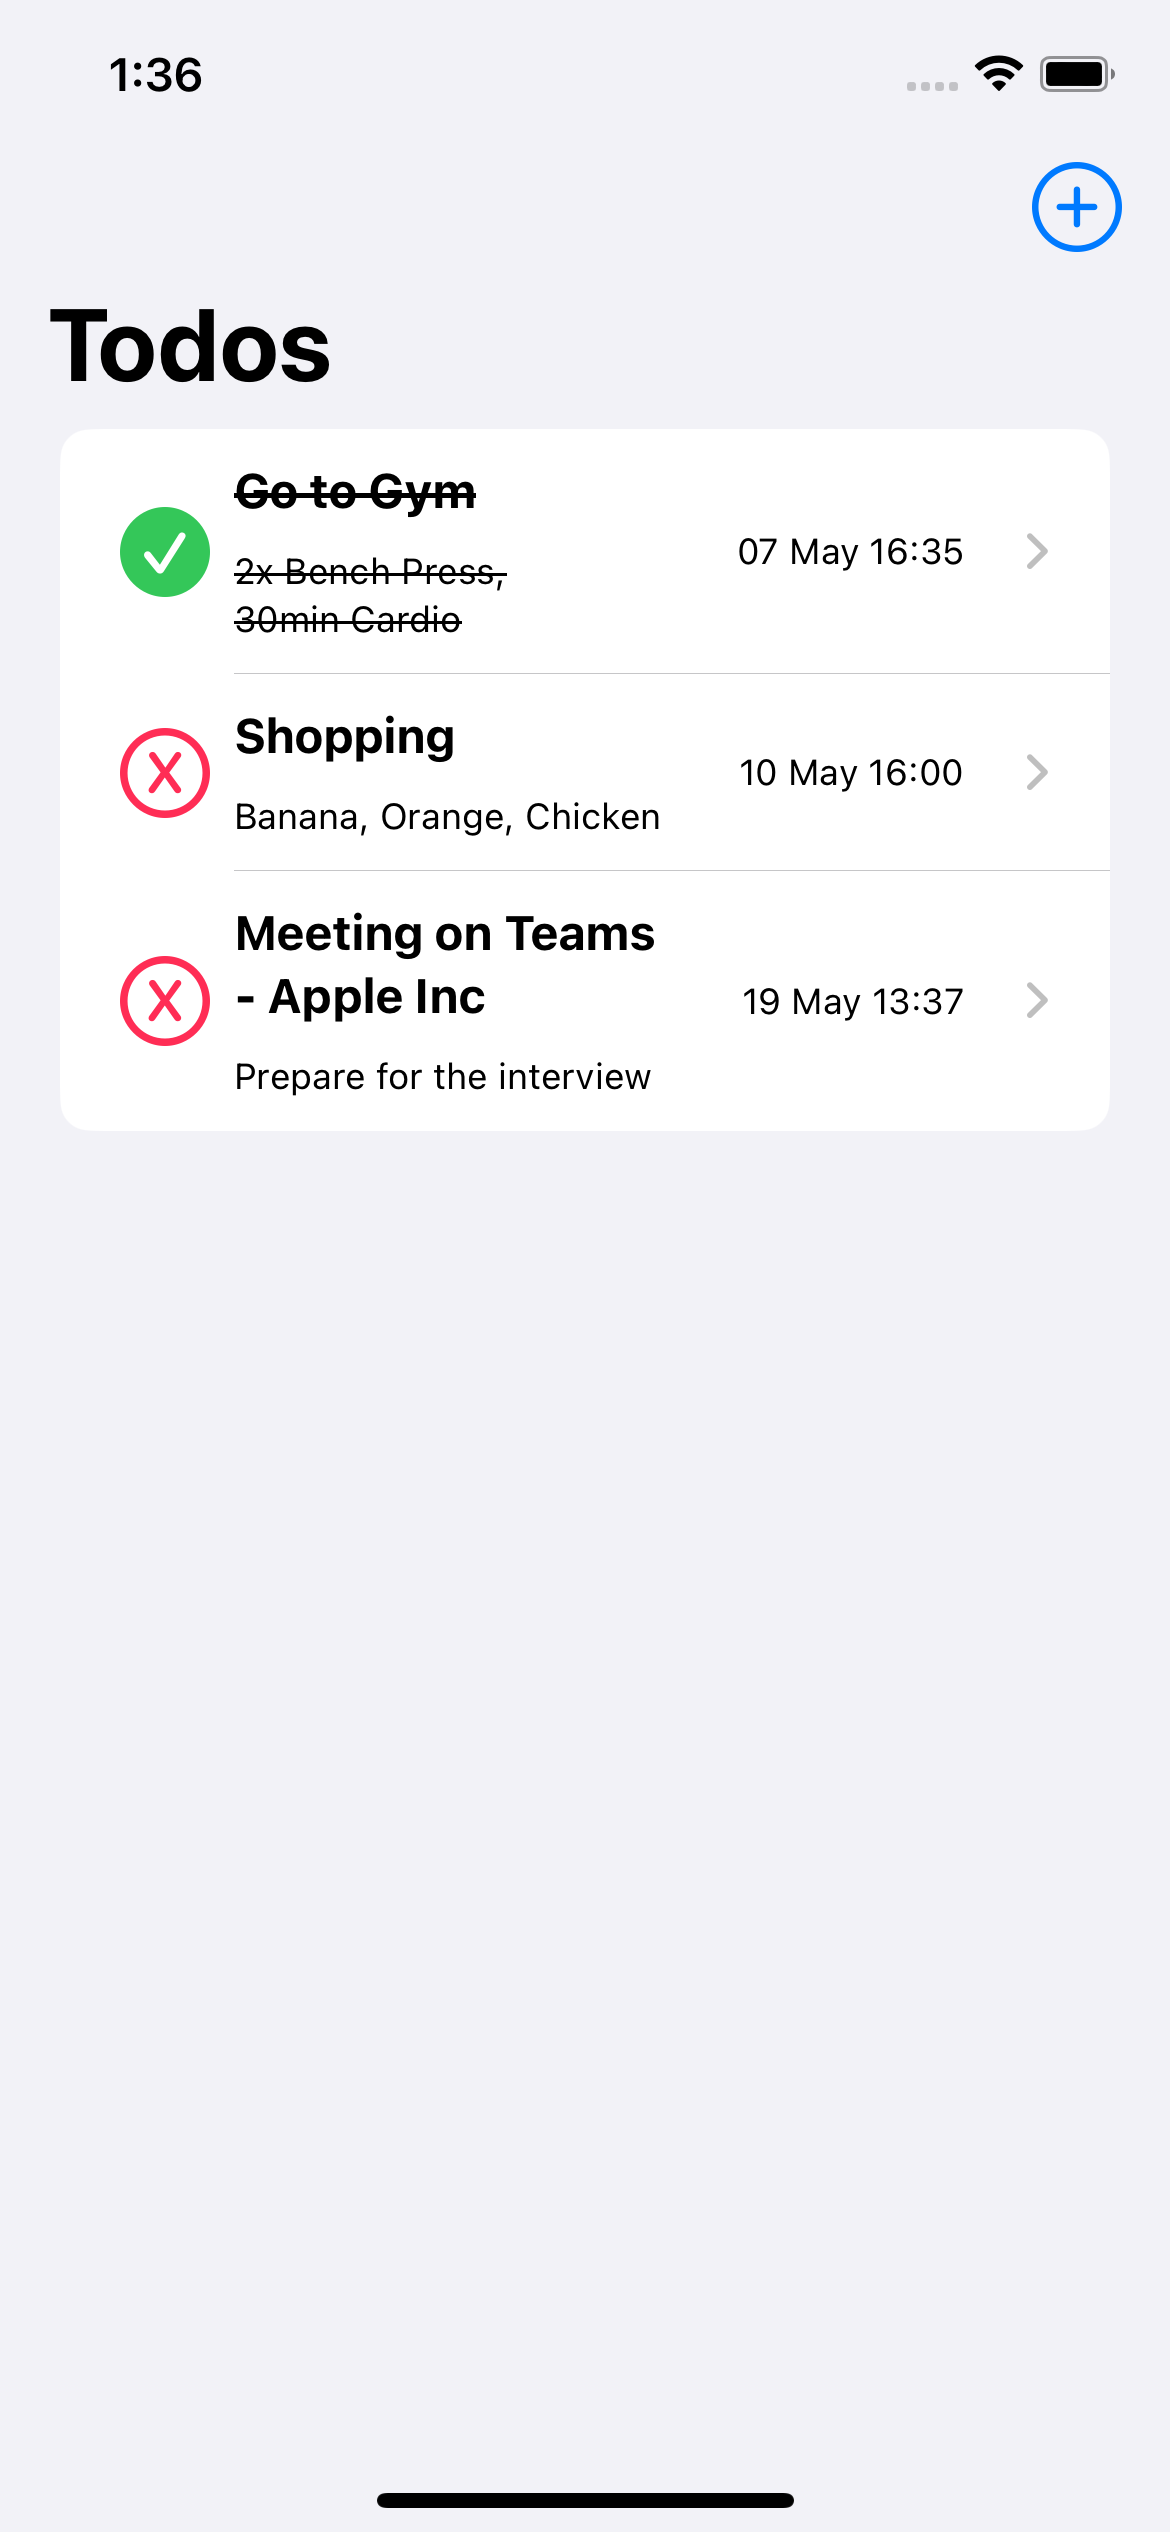 1:36
Todos
Go to Gym
2x Bench Press,
30min Cardio
07 May 16:35
Shopping
Banana, Orange, Chicken
10 May 16:00
Meeting on Teams
- Apple Inc
Prepare for the interview
19 May 13:37